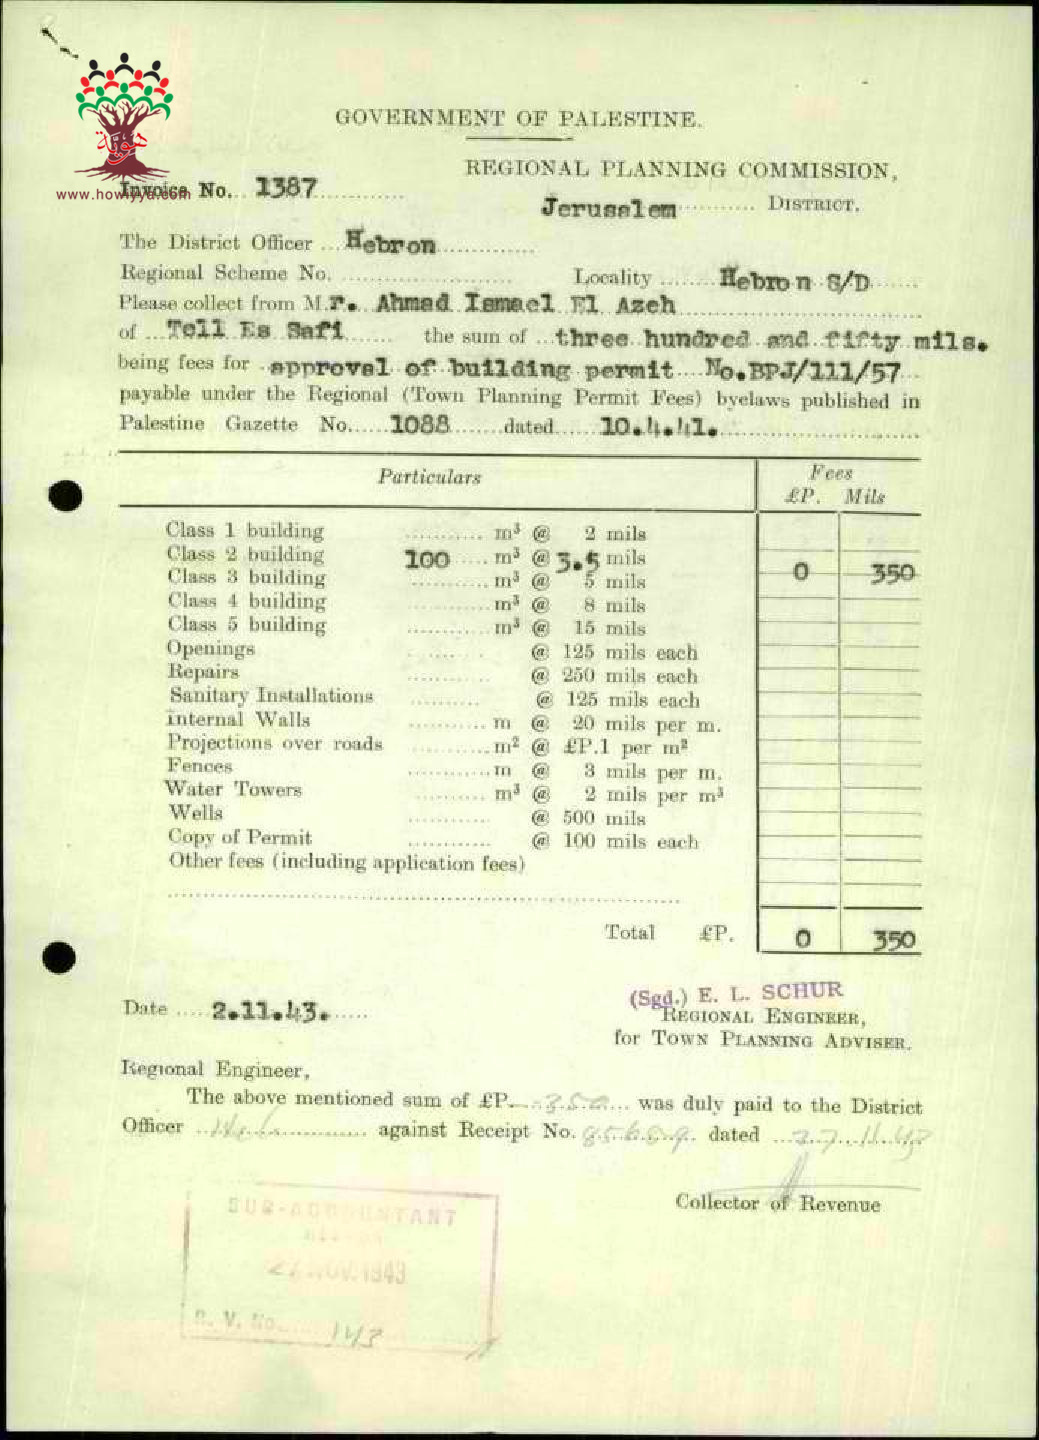 هوية
www.howiyya.com
GOVERNMENT OF PALESTINE.
REGIONAL PLANNING COMMISSION,
Invoice No. 1387
Jerusalem DISTRICT.
The District Officer Hebron
Regional Scheme No. Locality Hebron S/D
Please collect from Mr. Ahmad Ismael El Azeh
of Tell Es Safi the sum of three hundred and fifty mils.
being fees for approval of building permit No.BPJ/111/57
payable under the Regional (Town Planning Permit Fees) byelaws published in
Palestine Gazette No. 1088 dated 10.4.41.
Particulars Fees
£P. Mils
Class 1 building m³ @ 2 mils
Class 2 building 100 m³ @ 3.5 mils 0 350
Class 3 building m³ @ 5 mils
Class 4 building m³ @ 8 mils
Class 5 building m³ @ 15 mils
Openings @ 125 mils each
Repairs @ 250 mils each
Sanitary Installations @ 125 mils each
Internal Walls m @ 20 mils per m.
Projections over roads m² @ £P.1 per m²
Fences m @ 3 mils per m.
Water Towers m³ @ 2 mils per m³
Wells @ 500 mils
Copy of Permit @ 100 mils each
Other fees (including application fees)
Total £P. 0 350
(Sgd.) E. L. SCHUR
Date 2.11.43.
REGIONAL ENGINEER,
for TOWN PLANNING ADVISER.
Regional Engineer,
The above mentioned sum of £P. -350 was duly paid to the District
Officer against Receipt No. dated 27.11.43
Collector of Revenue
SUB-ACCOUNTANT
27 NOV. 1943
R. V. No. 143